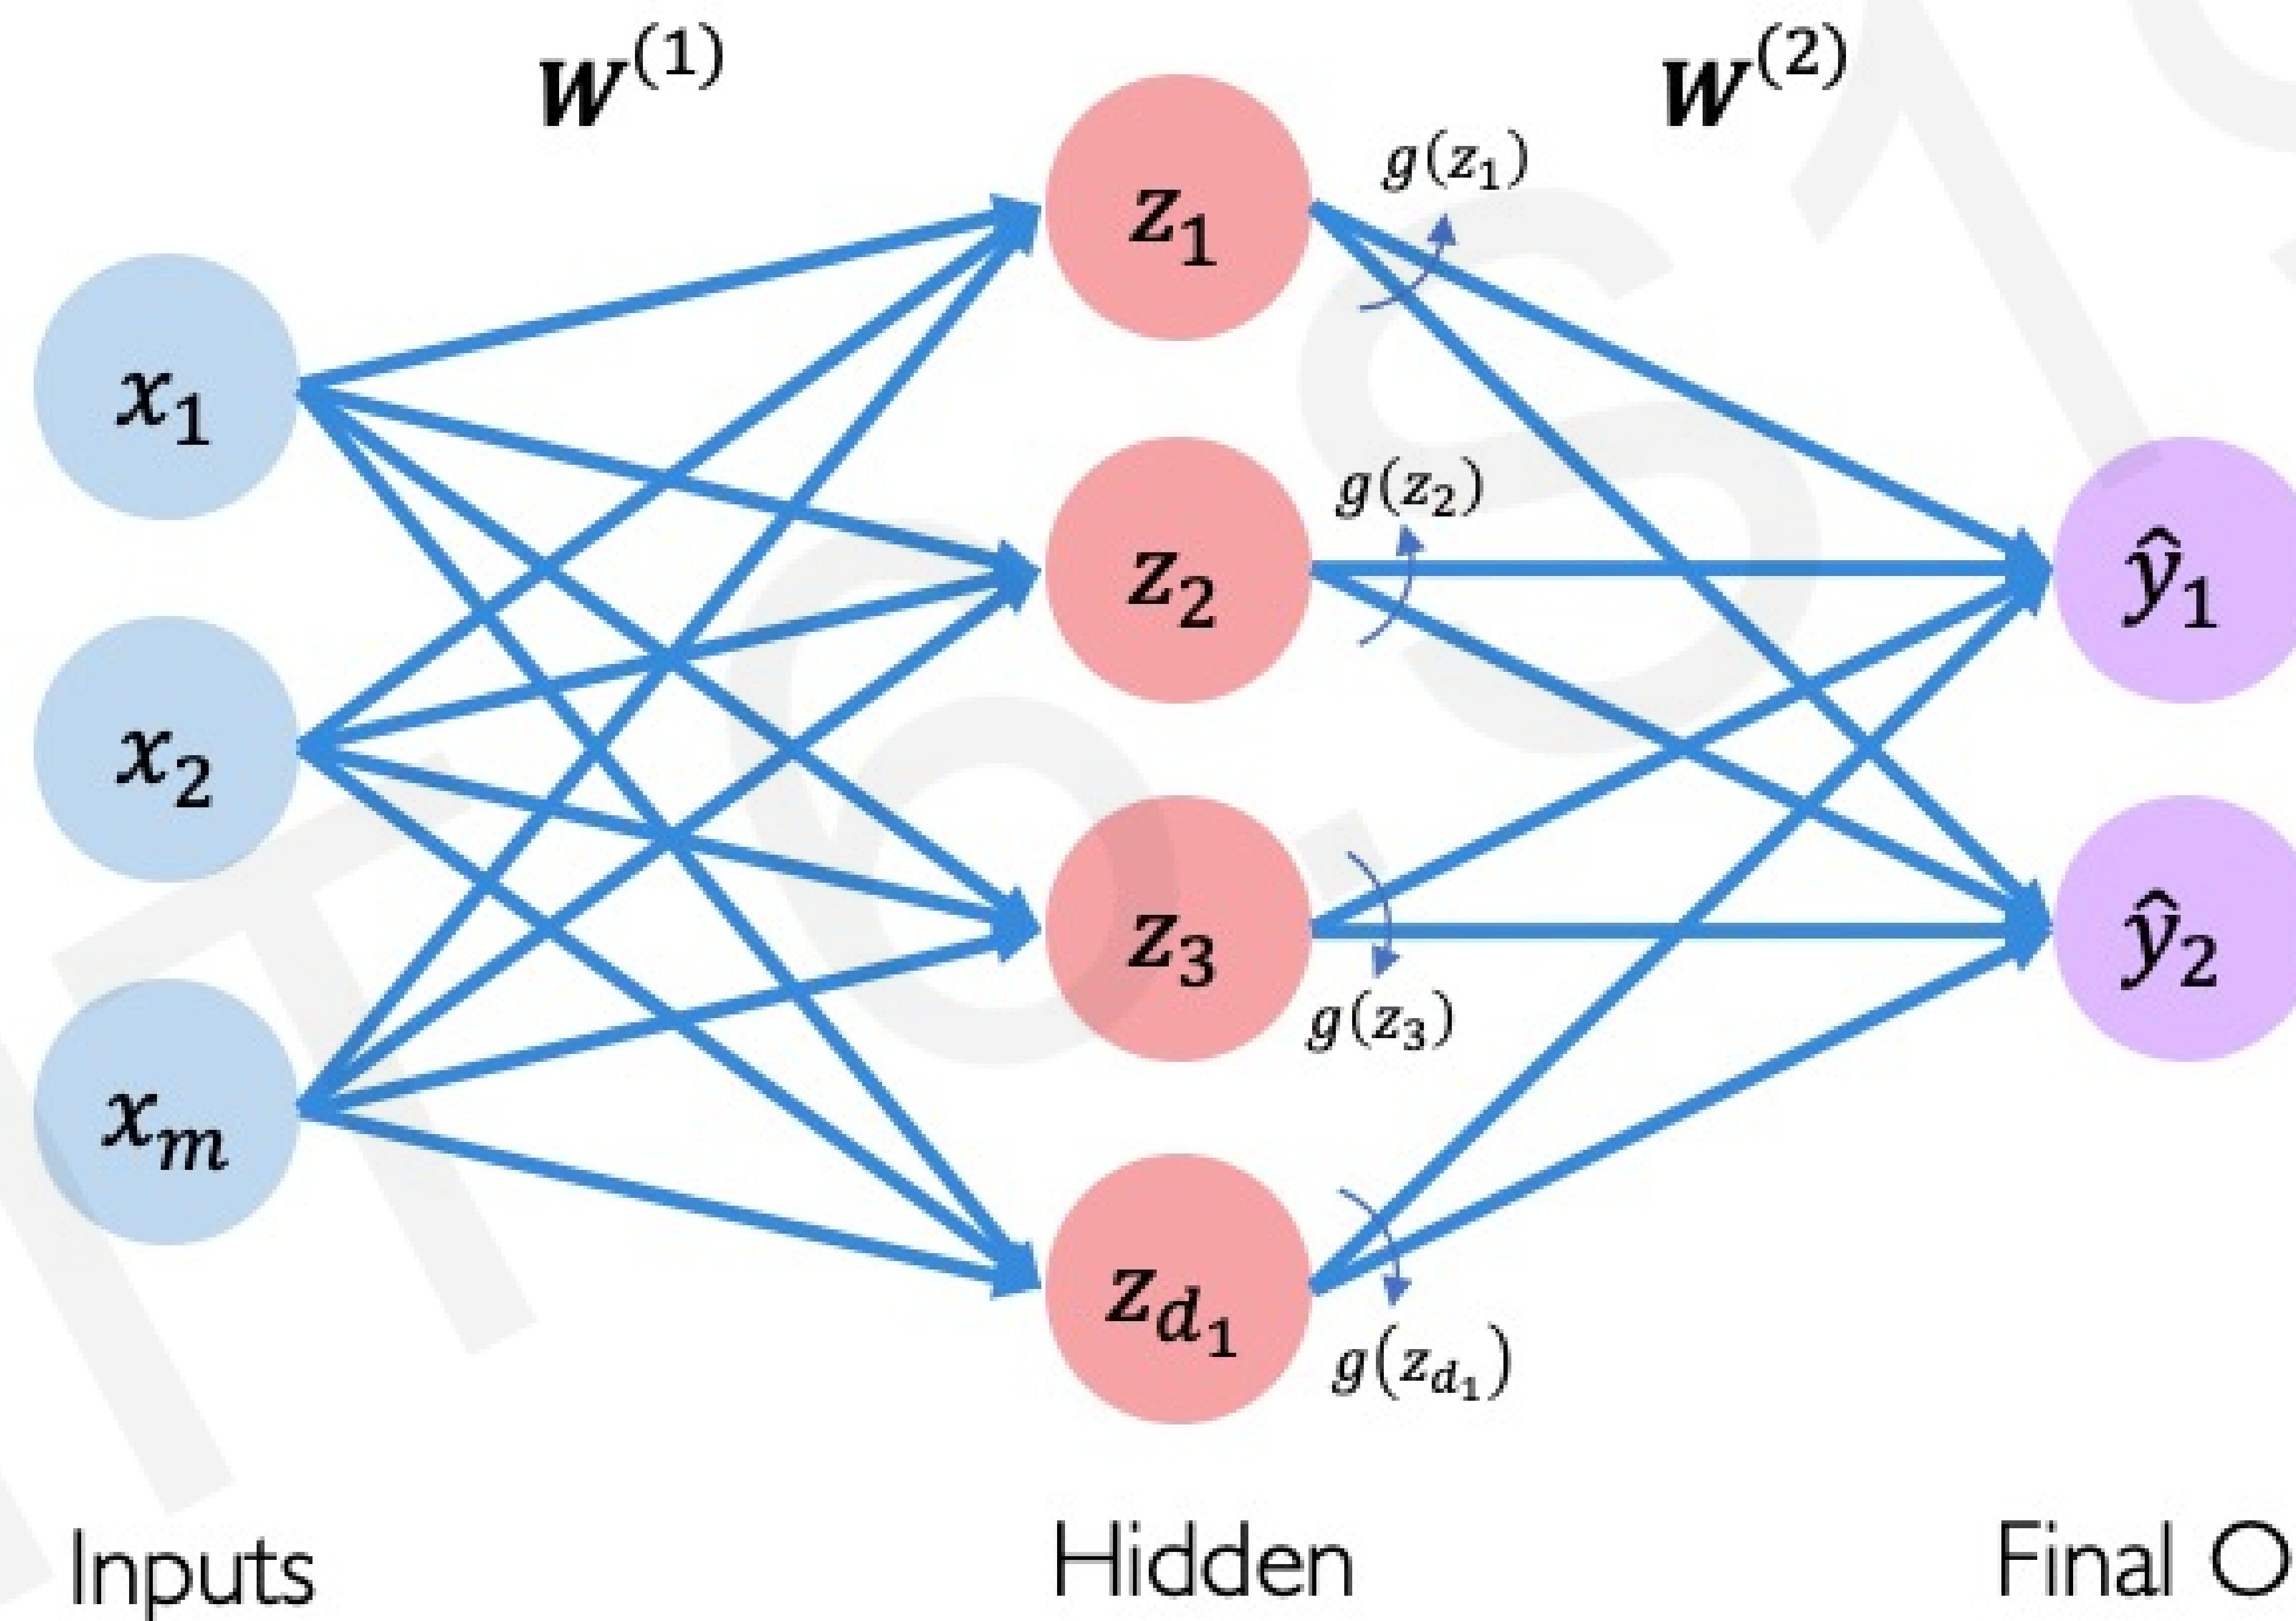 W^(1)
W^(2)
g(z_1)
z_1
x_1
g(z_2)
z_2
ŷ_1
x_2
z_3
ŷ_2
g(z_3)
x_m
z_{d_1}
g(z_{d_1})
Inputs
Hidden
Final O